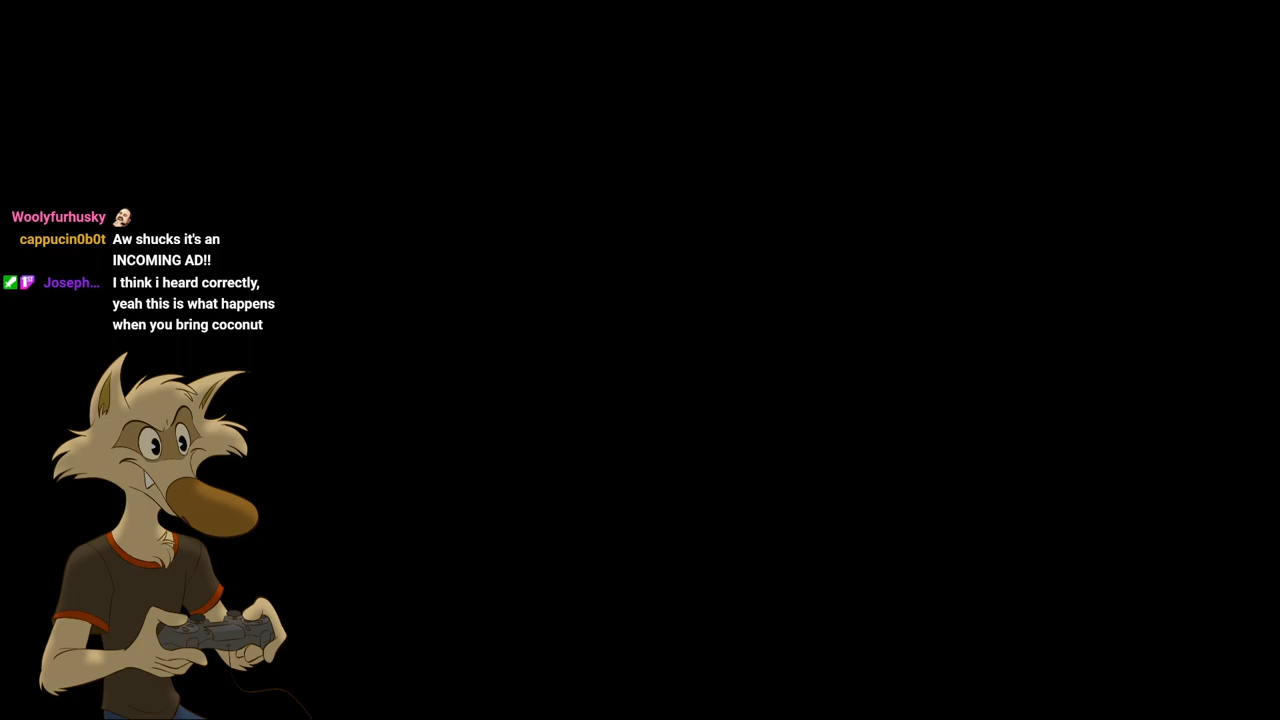 Woolyfurhusky
cappucin0b0t Aw shucks it's an
INCOMING AD!!
Joseph... I think i heard correctly,
yeah this is what happens
when you bring coconut